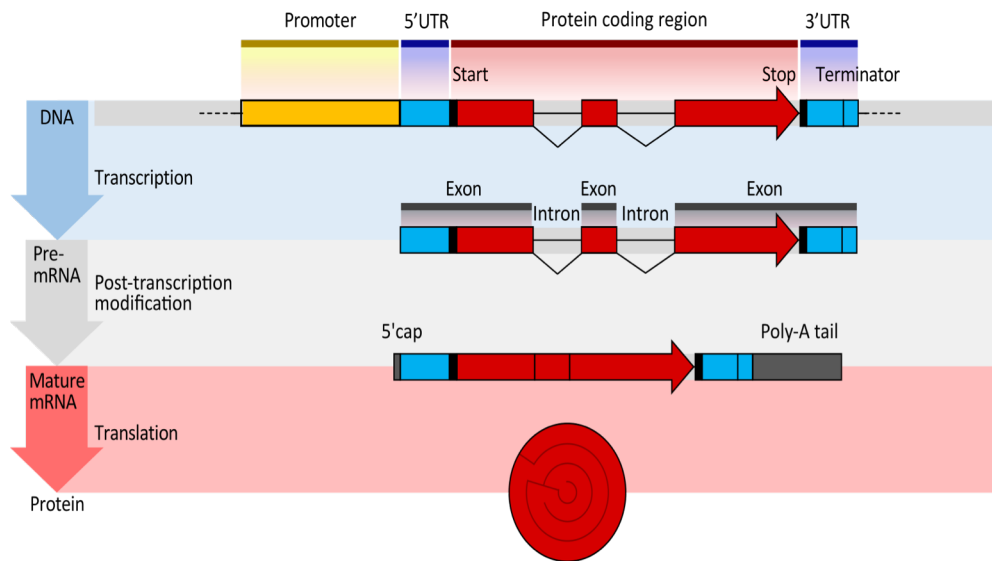 Promoter 5’UTR Protein coding region 3’UTR
Start Stop Terminator
DNA
Transcription
Exon Exon Exon
Intron Intron
Pre-
mRNA
Post-transcription
modification
5'cap Poly-A tail
Mature
mRNA
Translation
Protein